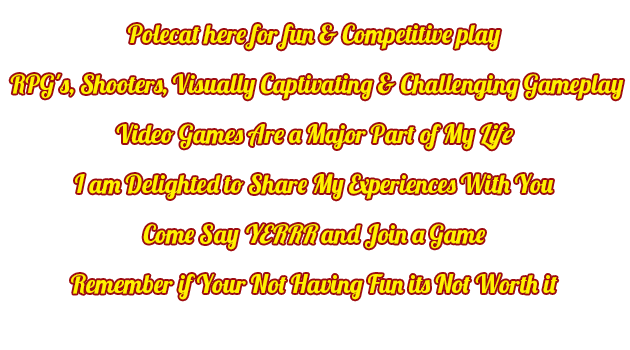 Polecat here for fun & Competitive play
RPG's, Shooters, Visually Captivating & Challenging Gameplay
Video Games Are a Major Part of My Life
I am Delighted to Share My Experiences With You
Come Say YERRR and Join a Game
Remember if Your Not Having Fun its Not Worth it